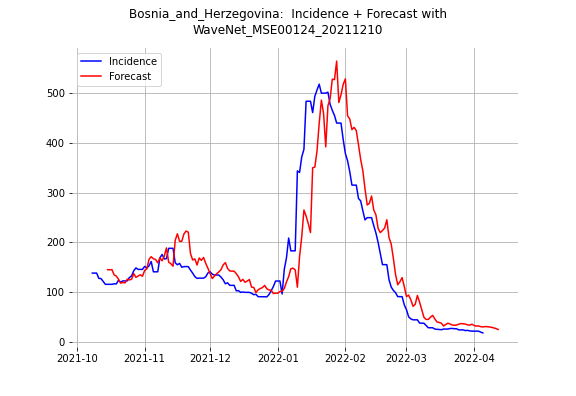 Bosnia_and_Herzegovina:  Incidence + Forecast with
WaveNet_MSE00124_20211210
Incidence
Forecast
500
400
300
200
100
0
2021-10 2021-11 2021-12 2022-01 2022-02 2022-03 2022-04